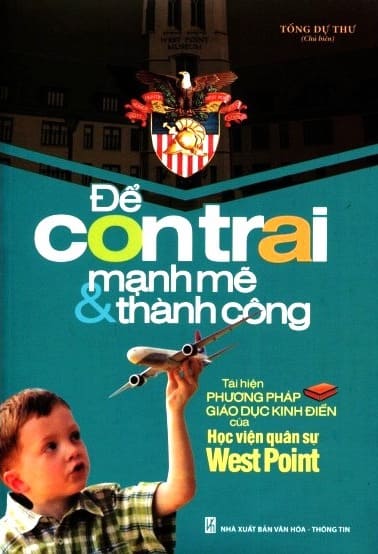 WEST POINT
MUSEUM
TỐNG DỰ THƯ
(Chủ biên)
Để
con trai
mạnh mẽ
& thành công
Tái hiện
PHƯƠNG PHÁP
GIÁO DỤC KINH ĐIỂN
của
Học viện quân sự
West Point
NHÀ XUẤT BẢN VĂN HÓA - THÔNG TIN